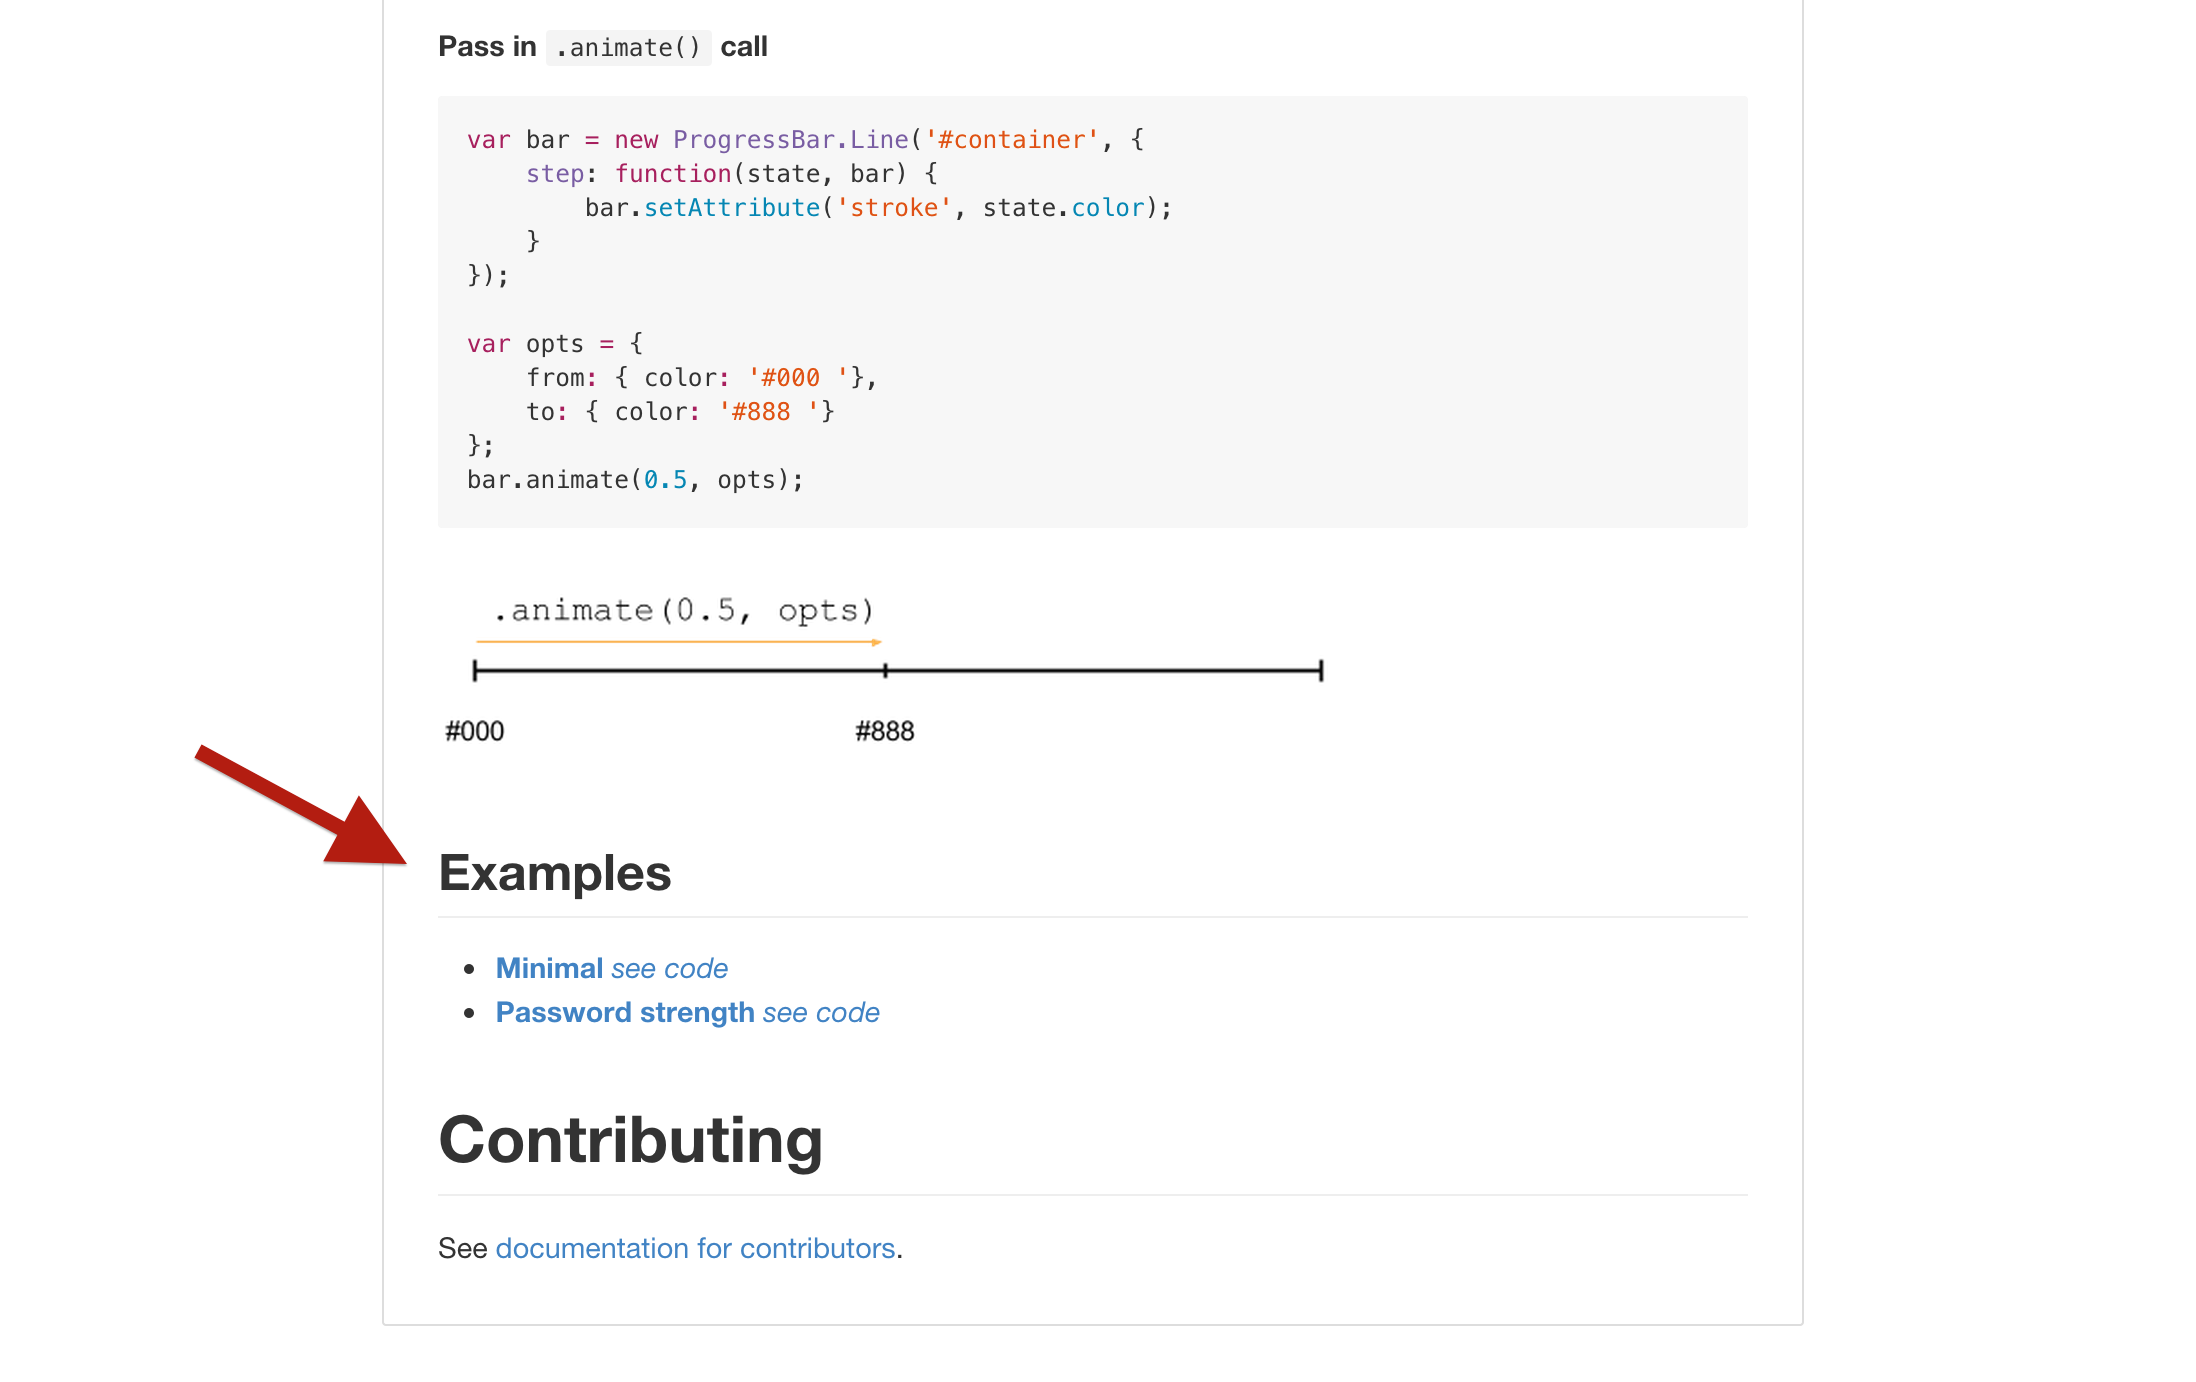 Pass in .animate() call
var bar = new ProgressBar.Line('#container', {
    step: function(state, bar) {
        bar.setAttribute('stroke', state.color);
    }
});

var opts = {
    from: { color: '#000 '},
    to: { color: '#888 '}
};
bar.animate(0.5, opts);
.animate(0.5, opts)
#000 #888
Examples
• Minimal see code
• Password strength see code
Contributing
See documentation for contributors.